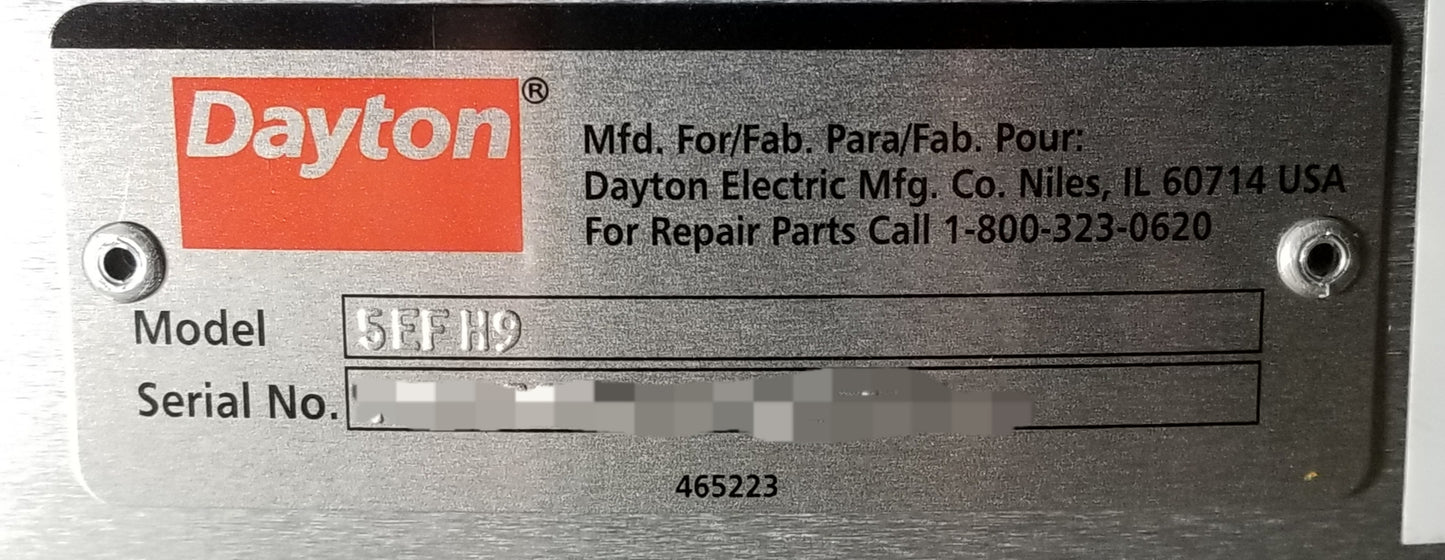 Dayton®
Mfd. For/Fab. Para/Fab. Pour:
Dayton Electric Mfg. Co. Niles, IL 60714 USA
For Repair Parts Call 1-800-323-0620
Model 5EFH9
Serial No.
465223